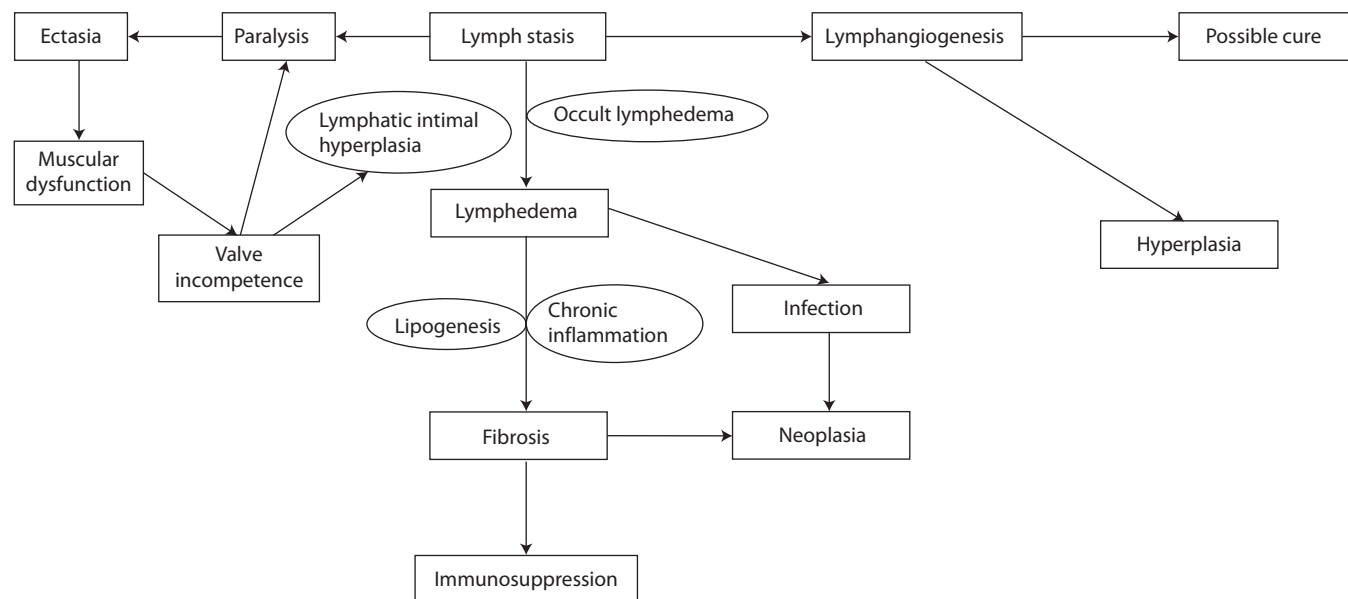 Ectasia
Paralysis
Lymph stasis
Lymphangiogenesis
Possible cure
Lymphatic intimal
hyperplasia
Occult lymphedema
Muscular
dysfunction
Lymphedema
Valve
incompetence
Hyperplasia
Lipogenesis
Chronic
inflammation
Infection
Fibrosis
Neoplasia
Immunosuppression